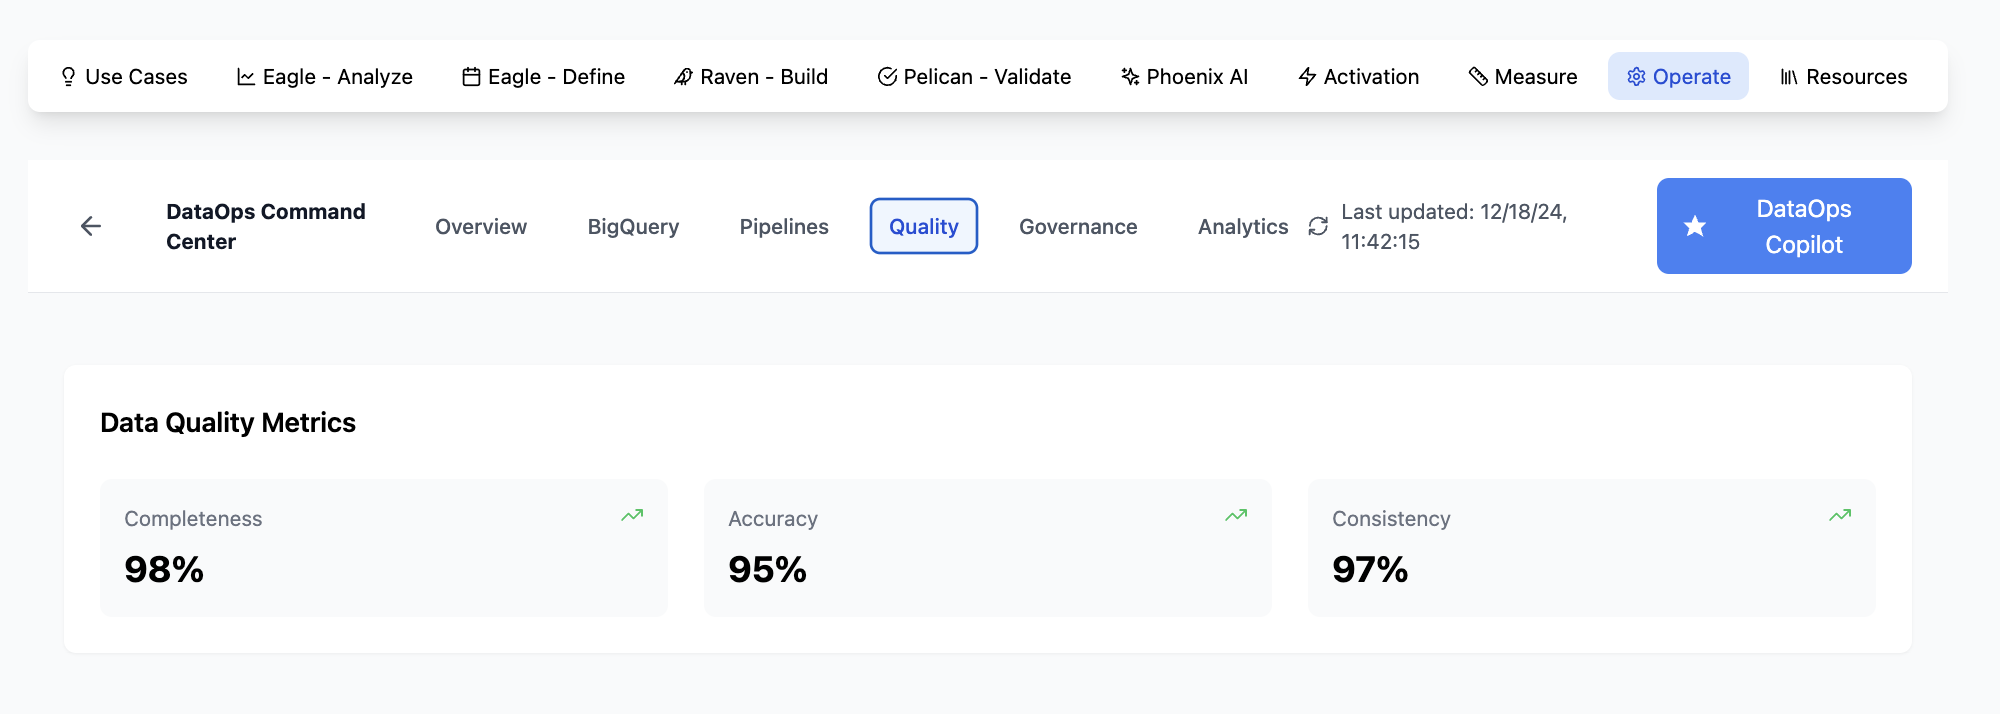 Use Cases
Eagle - Analyze
Eagle - Define
Raven - Build
Pelican - Validate
Phoenix AI
Activation
Measure
Operate
Resources
DataOps Command
Center
Overview
BigQuery
Pipelines
Quality
Governance
Analytics
Last updated: 12/18/24,
11:42:15
DataOps
Copilot
Data Quality Metrics
Completeness
98%
Accuracy
95%
Consistency
97%